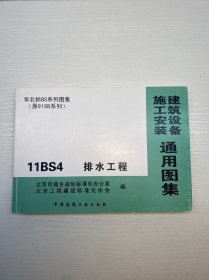 华北标BS系列图集
（原91SB系列）
建筑设备
施工安装
通用图集
11BS4 排水工程
北京市城乡规划标准化办公室
北京工程建设标准化协会
编
中国建筑工业出版社